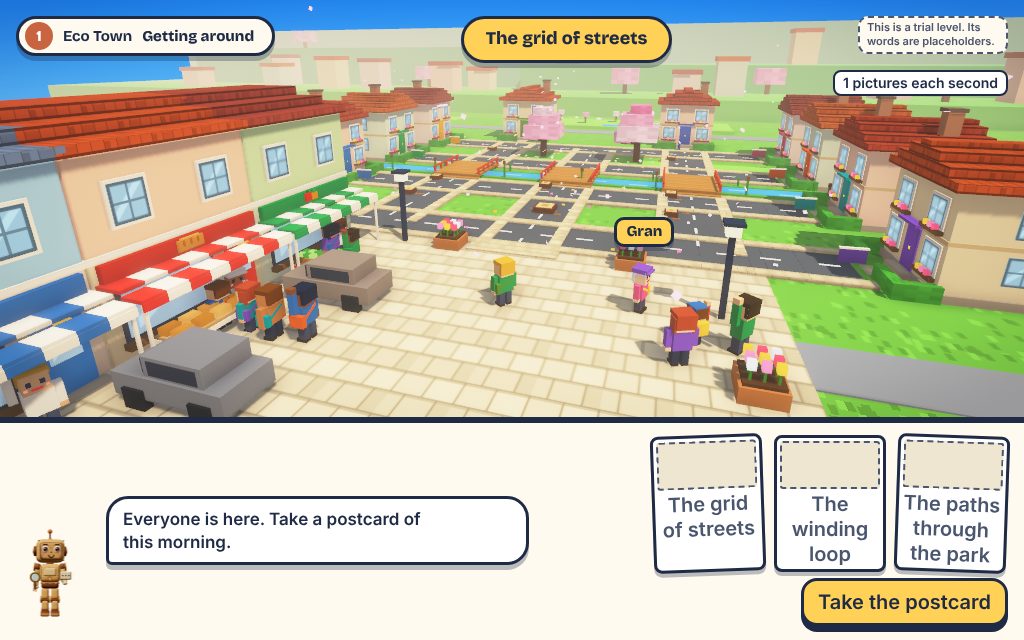 1 Eco Town Getting around
The grid of streets
This is a trial level. Its
words are placeholders.
1 pictures each second
Gran
Everyone is here. Take a postcard of
this morning.
The grid
of streets
The
winding
loop
The paths
through
the park
Take the postcard